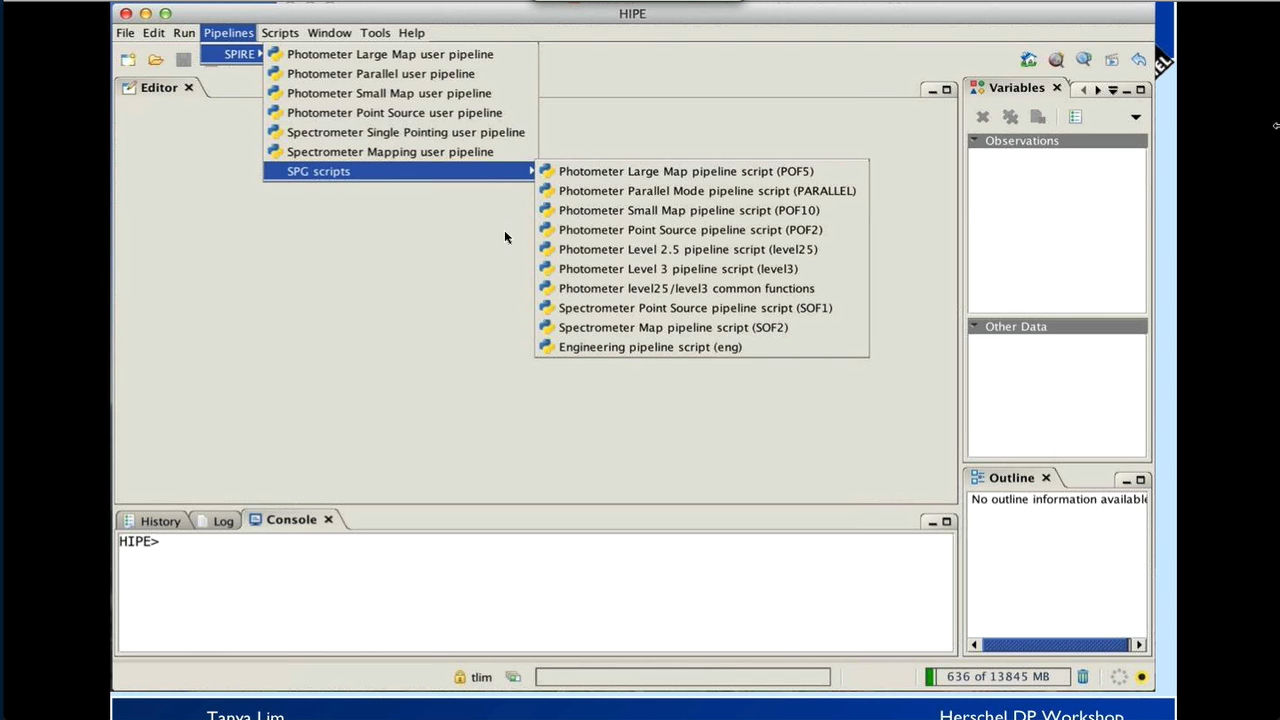 HIPE
File Edit Run Pipelines Scripts Window Tools Help
SPIRE
Photometer Large Map user pipeline
Photometer Parallel user pipeline
Photometer Small Map user pipeline
Photometer Point Source user pipeline
Spectrometer Single Pointing user pipeline
Spectrometer Mapping user pipeline
SPG scripts
Photometer Large Map pipeline script (POF5)
Photometer Parallel Mode pipeline script (PARALLEL)
Photometer Small Map pipeline script (POF10)
Photometer Point Source pipeline script (POF2)
Photometer Level 2.5 pipeline script (level25)
Photometer Level 3 pipeline script (level3)
Photometer level25/level3 common functions
Spectrometer Point Source pipeline script (SOF1)
Spectrometer Map pipeline script (SOF2)
Engineering pipeline script (eng)
Editor
Variables
Observations
Other Data
Outline
No outline information available
History Log Console
HIPE>
tlim
636 of 13845 MB
Tanya Lim
Herschel DP Workshop